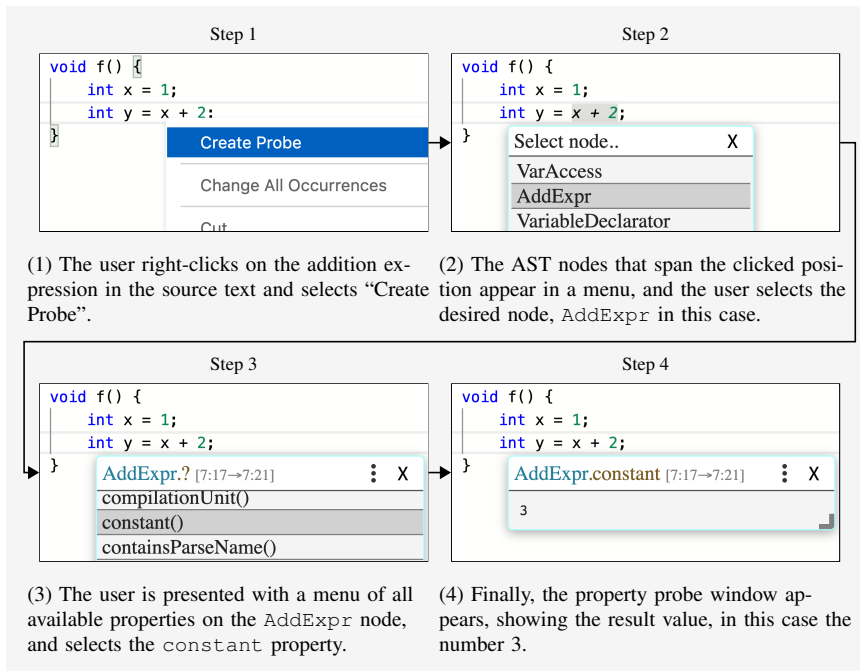 Step 1
void f() {
int x = 1;
int y = x + 2:
}
Create Probe
Change All Occurrences
Cut
(1) The user right-clicks on the addition ex-
pression in the source text and selects “Create
Probe”.
Step 2
void f() {
int x = 1;
int y = x + 2;
}
Select node.. X
VarAccess
AddExpr
VariableDeclarator
(2) The AST nodes that span the clicked posi-
tion appear in a menu, and the user selects the
desired node, AddExpr in this case.
Step 3
void f() {
int x = 1;
int y = x + 2;
}
AddExpr.? [7:17→7:21] ⋮ X
compilationUnit()
constant()
containsParseName()
(3) The user is presented with a menu of all
available properties on the AddExpr node,
and selects the constant property.
Step 4
void f() {
int x = 1;
int y = x + 2;
}
AddExpr.constant [7:17→7:21] ⋮ X
3
(4) Finally, the property probe window ap-
pears, showing the result value, in this case the
number 3.